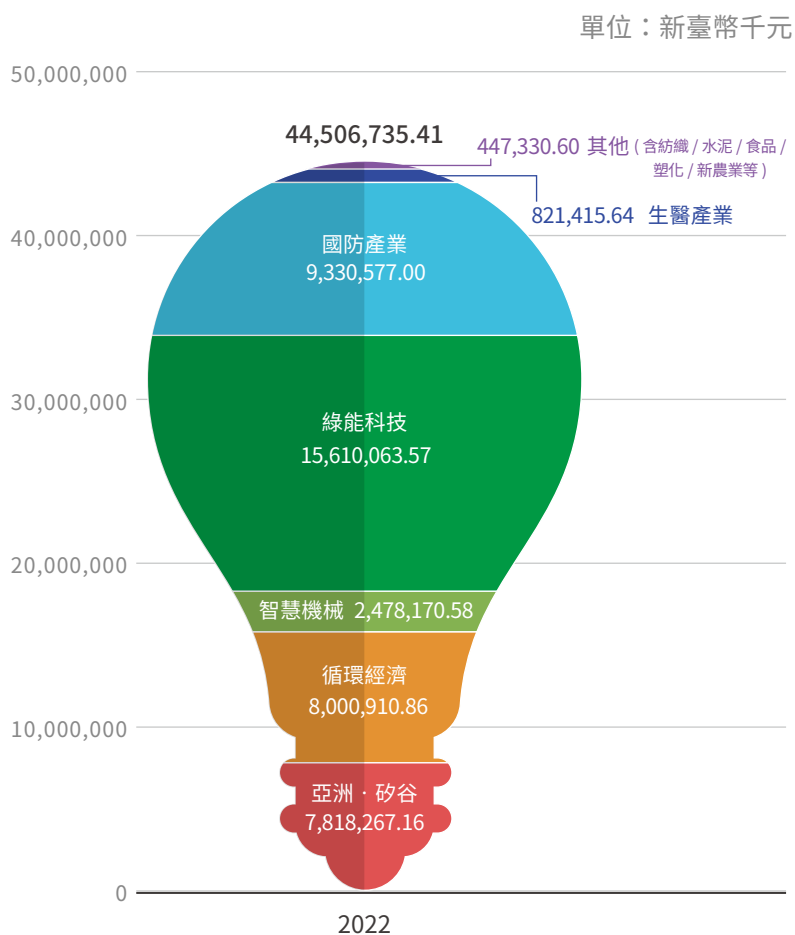 單位：新臺幣千元
50,000,000
44,506,735.41
447,330.60 其他 ( 含紡織 / 水泥 / 食品 /
塑化 / 新農業等 )
821,415.64 生醫產業
40,000,000
國防產業
9,330,577.00
30,000,000
綠能科技
15,610,063.57
20,000,000
智慧機械 2,478,170.58
循環經濟
8,000,910.86
10,000,000
亞洲 · 矽谷
7,818,267.16
0
2022